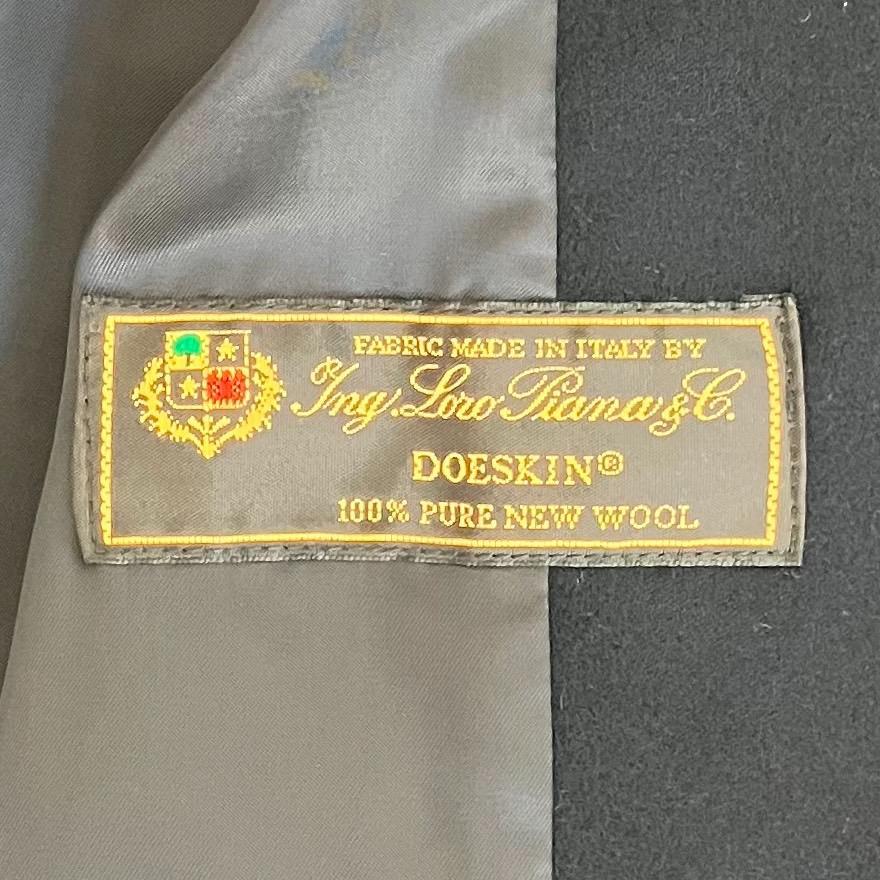 FABRIC MADE IN ITALY BY
Ing. Loro Piana & C.
DOESKIN®
100% PURE NEW WOOL